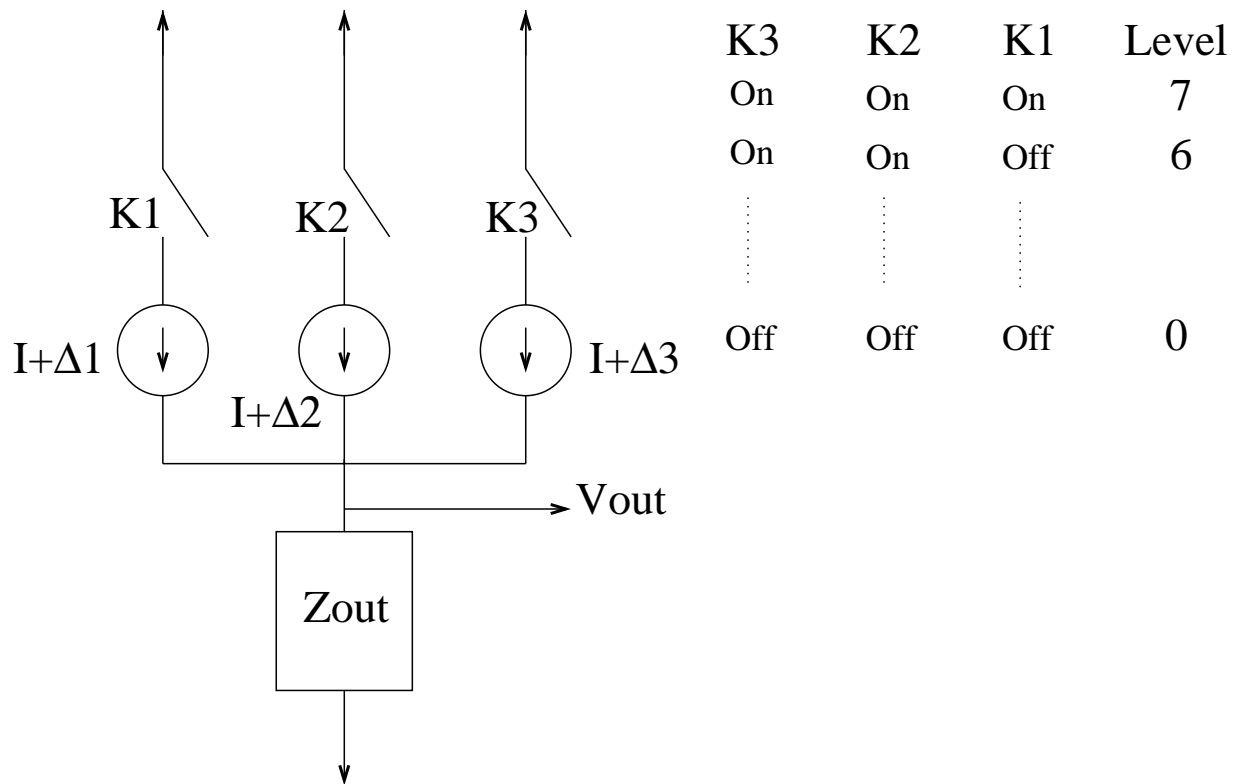 K3 K2 K1 Level
On On On 7
On On Off 6
Off Off Off 0
K1 K2 K3
I+Δ1
I+Δ2
I+Δ3
Vout
Zout